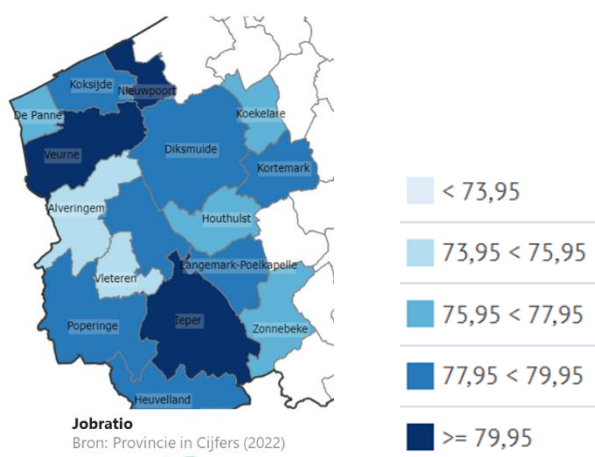 Koksijde
Nieuwpoort
De Panne
Koekelare
Veurne
Diksmuide
Kortemark
Alveringem
Houthulst
Langemark-Poelkapelle
Vleteren
Poperinge
Ieper
Zonnebeke
Heuvelland
Jobratio
Bron: Provincie in Cijfers (2022)
< 73,95
73,95 < 75,95
75,95 < 77,95
77,95 < 79,95
>= 79,95